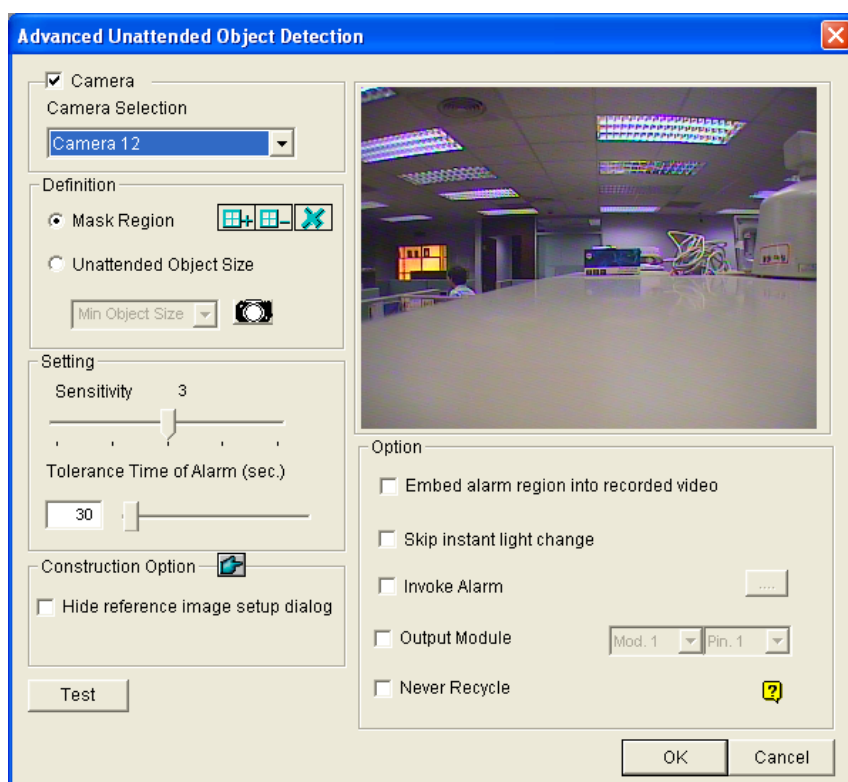 Advanced Unattended Object Detection
Camera
Camera Selection
Camera 12
Definition
Mask Region
Unattended Object Size
Min Object Size
Setting
Sensitivity 3
Tolerance Time of Alarm (sec.)
30
Construction Option
Hide reference image setup dialog
Test
Option
Embed alarm region into recorded video
Skip instant light change
Invoke Alarm ....
Output Module Mod. 1 Pin. 1
Never Recycle ?
OK Cancel